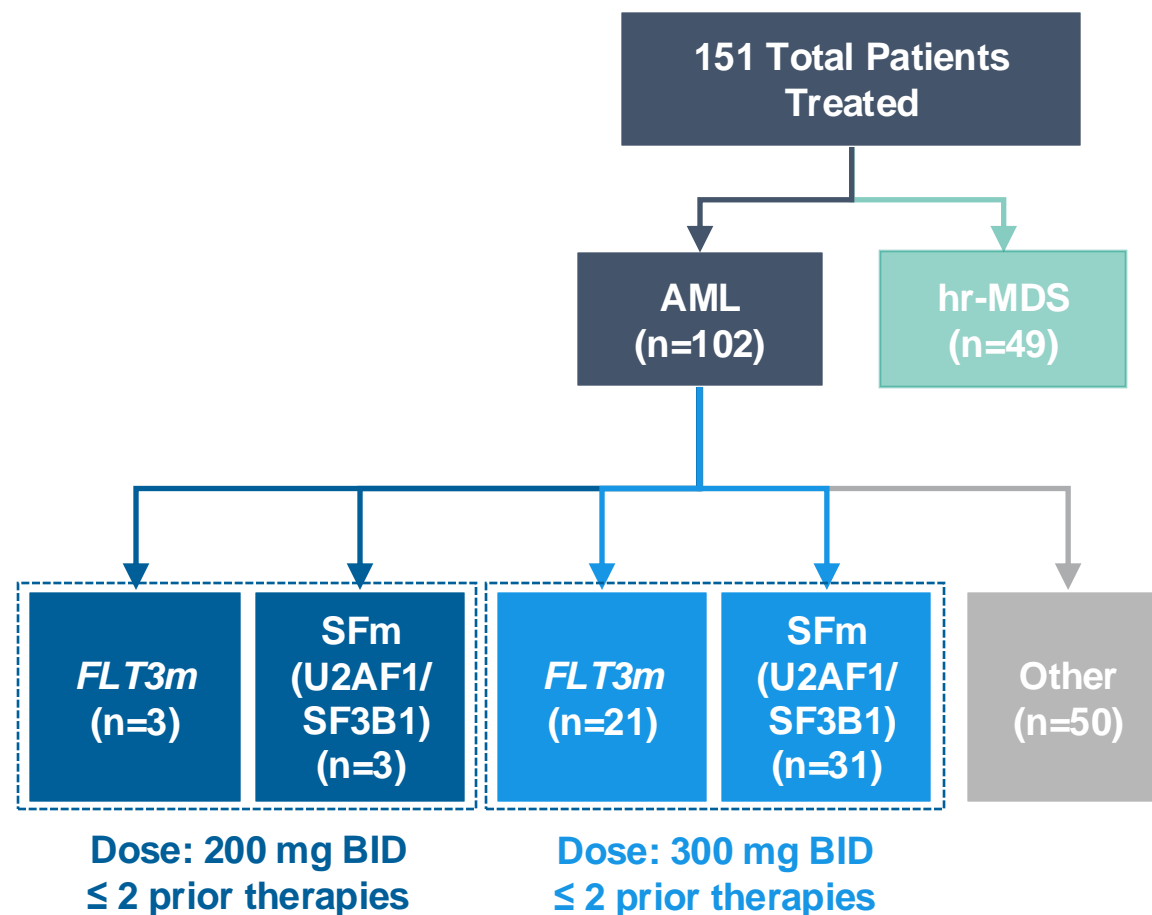 151 Total Patients
Treated
AML
(n=102)
hr-MDS
(n=49)
FLT3m
(n=3)
SFm
(U2AF1/
SF3B1)
(n=3)
FLT3m
(n=21)
SFm
(U2AF1/
SF3B1)
(n=31)
Other
(n=50)
Dose: 200 mg BID
≤ 2 prior therapies
Dose: 300 mg BID
≤ 2 prior therapies